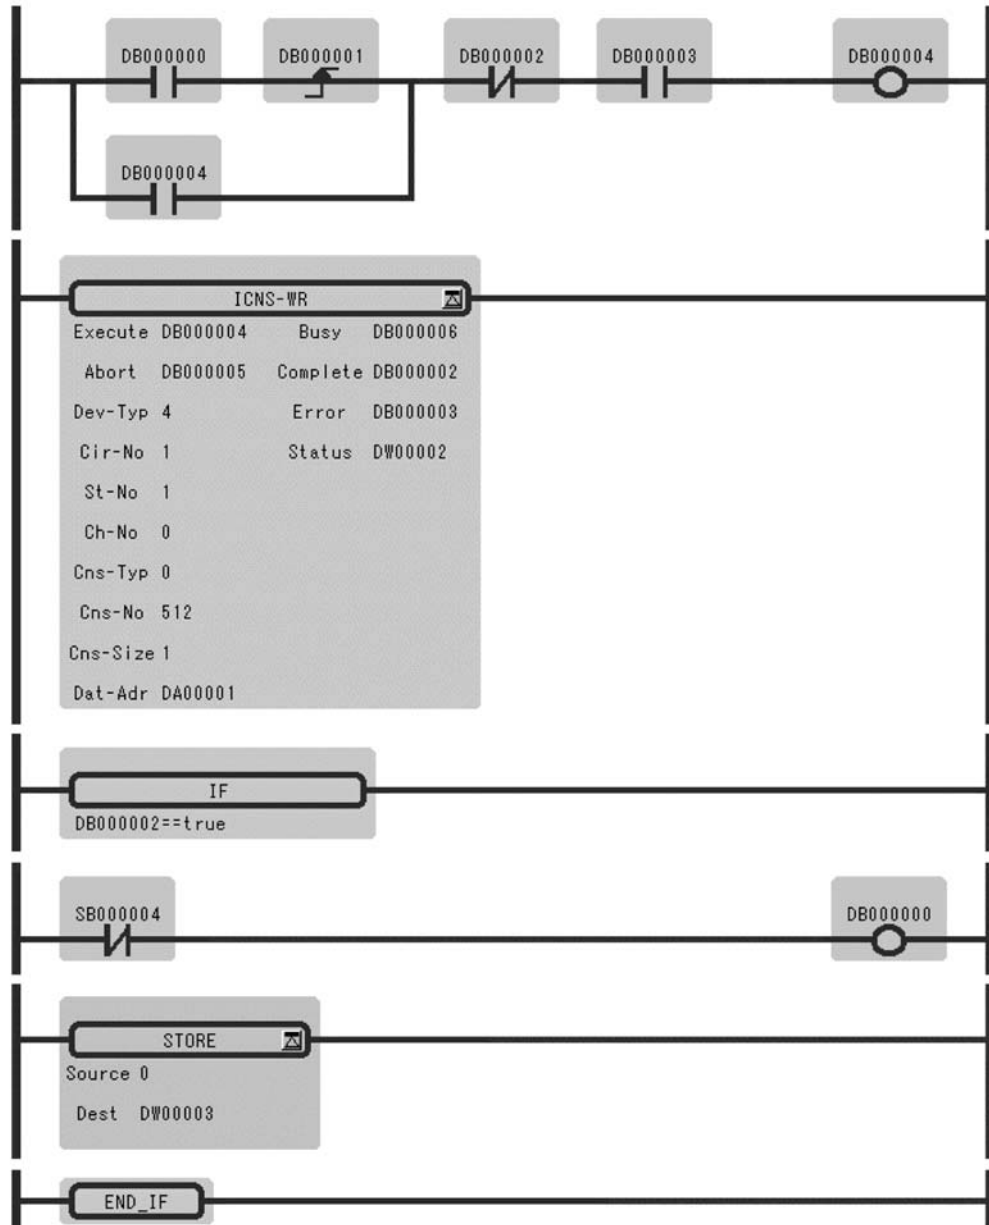 DB000000 DB000001 DB000002 DB000003 DB000004
DB000004
ICNS-WR
Execute DB000004 Busy DB000006
Abort DB000005 Complete DB000002
Dev-Typ 4 Error DB000003
Cir-No 1 Status DW00002
St-No 1
Ch-No 0
Cns-Typ 0
Cns-No 512
Cns-Size 1
Dat-Adr DA00001
IF
DB000002==true
SB000004 DB000000
STORE
Source 0
Dest DW00003
END_IF